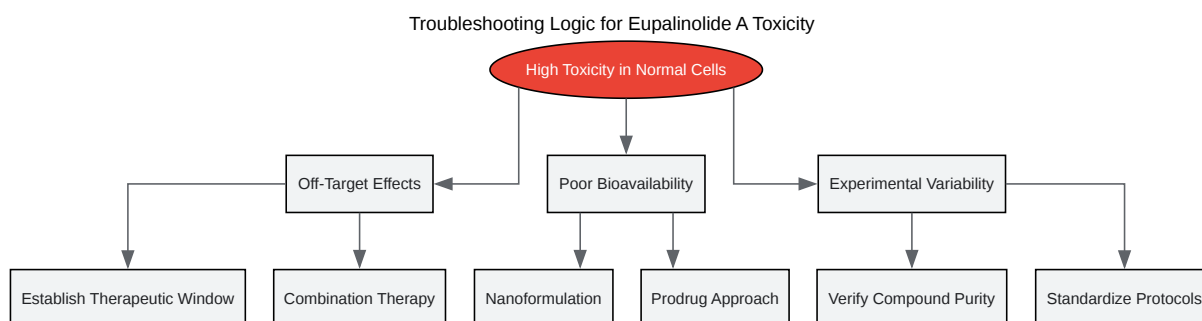 Troubleshooting Logic for Eupalinolide A Toxicity
High Toxicity in Normal Cells
Off-Target Effects
Poor Bioavailability
Experimental Variability
Establish Therapeutic Window
Combination Therapy
Nanoformulation
Prodrug Approach
Verify Compound Purity
Standardize Protocols